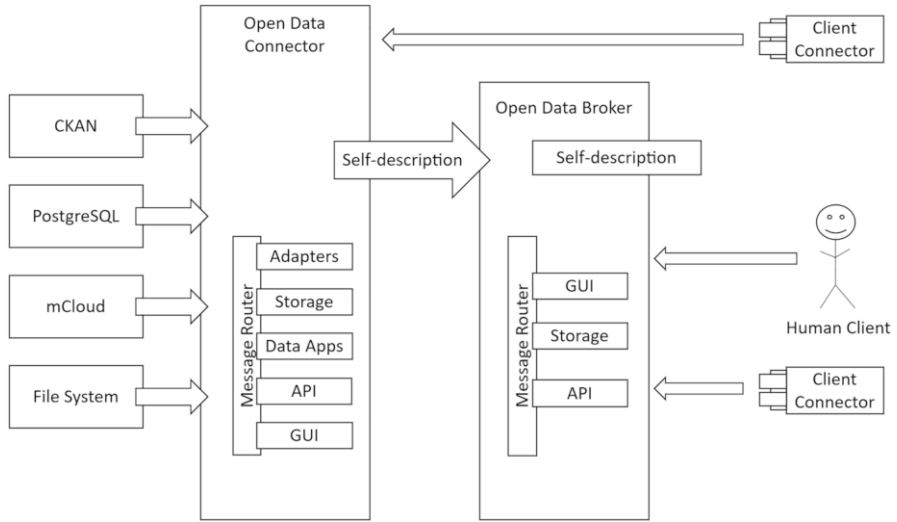 Open Data
Connector
Client
Connector
CKAN
PostgreSQL
mCloud
File System
Self-description
Message Router
Adapters
Storage
Data Apps
API
GUI
Open Data Broker
Self-description
Message Router
GUI
Storage
API
Human Client
Client
Connector